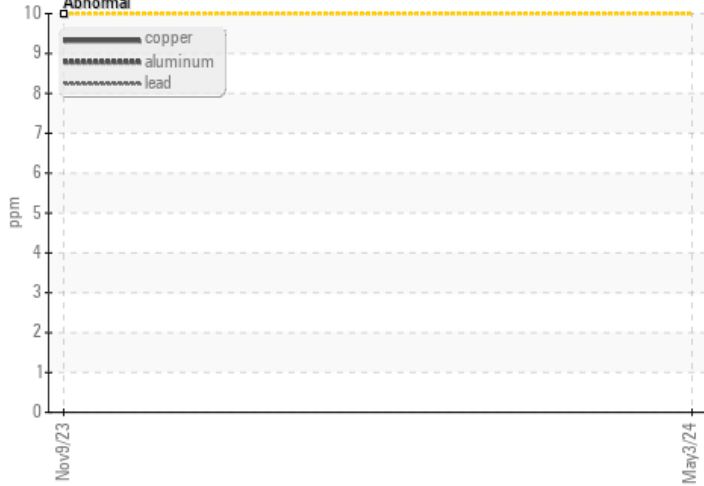 Abnormal
10
copper
9
aluminum
lead
8
7
6
ppm
5
4
3
2
1
0
Nov9/23
May3/24